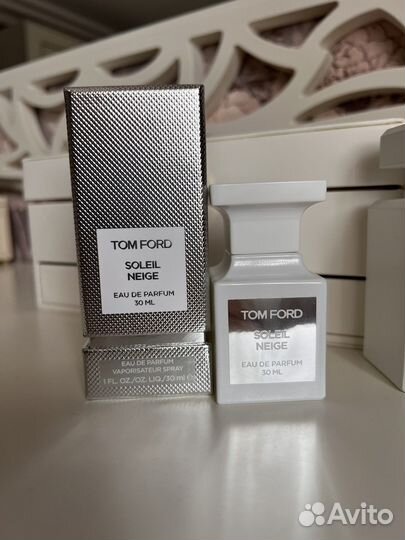 TOM FORD
SOLEIL
NEIGE
EAU DE PARFUM
30 ML
EAU DE PARFUM
VAPORISATEUR SPRAY
1 FL. OZ./OZ. LIQ./30 ml ℮
TOM FORD
SOLEIL
NEIGE
EAU DE PARFUM
30 ML
Avito